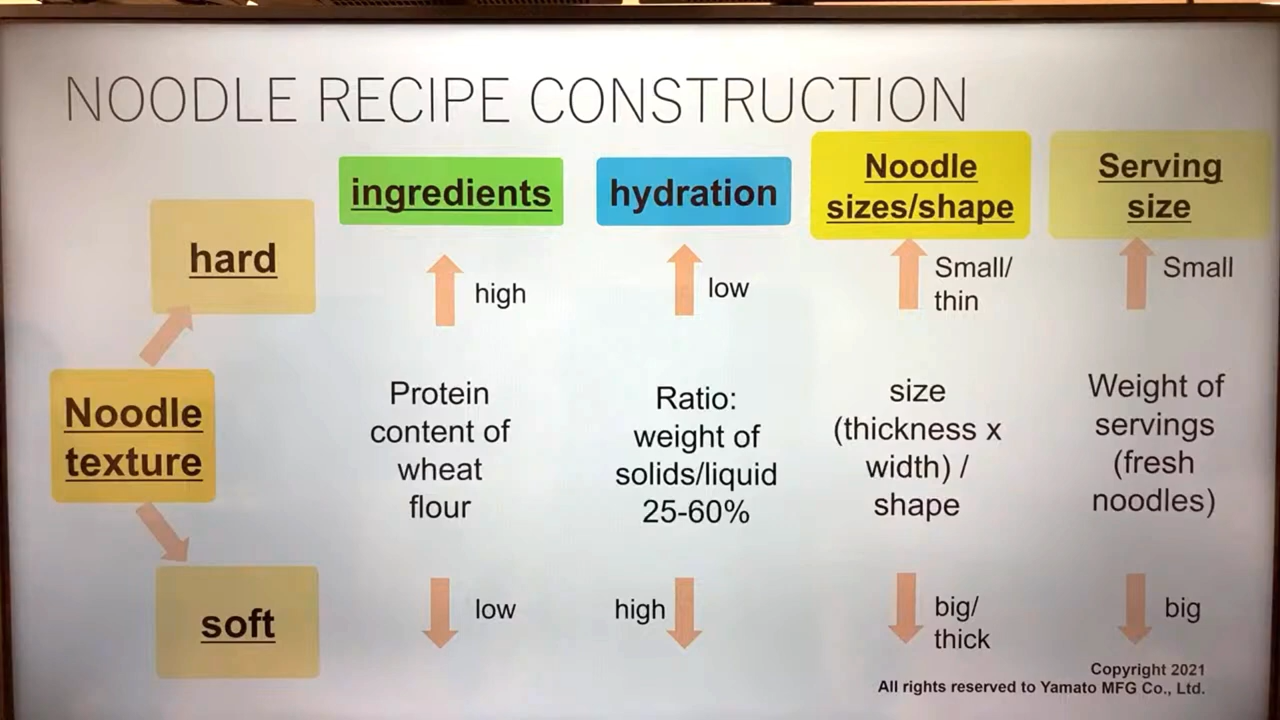 NOODLE RECIPE CONSTRUCTION
ingredients
hydration
Noodle
sizes/shape
Serving
size
hard
high
low
Small/
thin
Small
Noodle
texture
Protein
content of
wheat
flour
Ratio:
weight of
solids/liquid
25-60%
size
(thickness x
width) /
shape
Weight of
servings
(fresh
noodles)
soft
low
high
big/
thick
big
Copyright 2021
All rights reserved to Yamato MFG Co., Ltd.